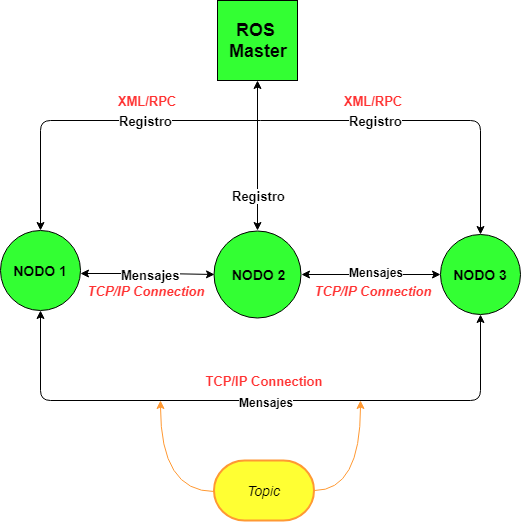 ROS
Master
XML/RPC
XML/RPC
Registro
Registro
Registro
NODO 1
Mensajes
TCP/IP Connection
NODO 2
Mensajes
TCP/IP Connection
NODO 3
TCP/IP Connection
Mensajes
Topic